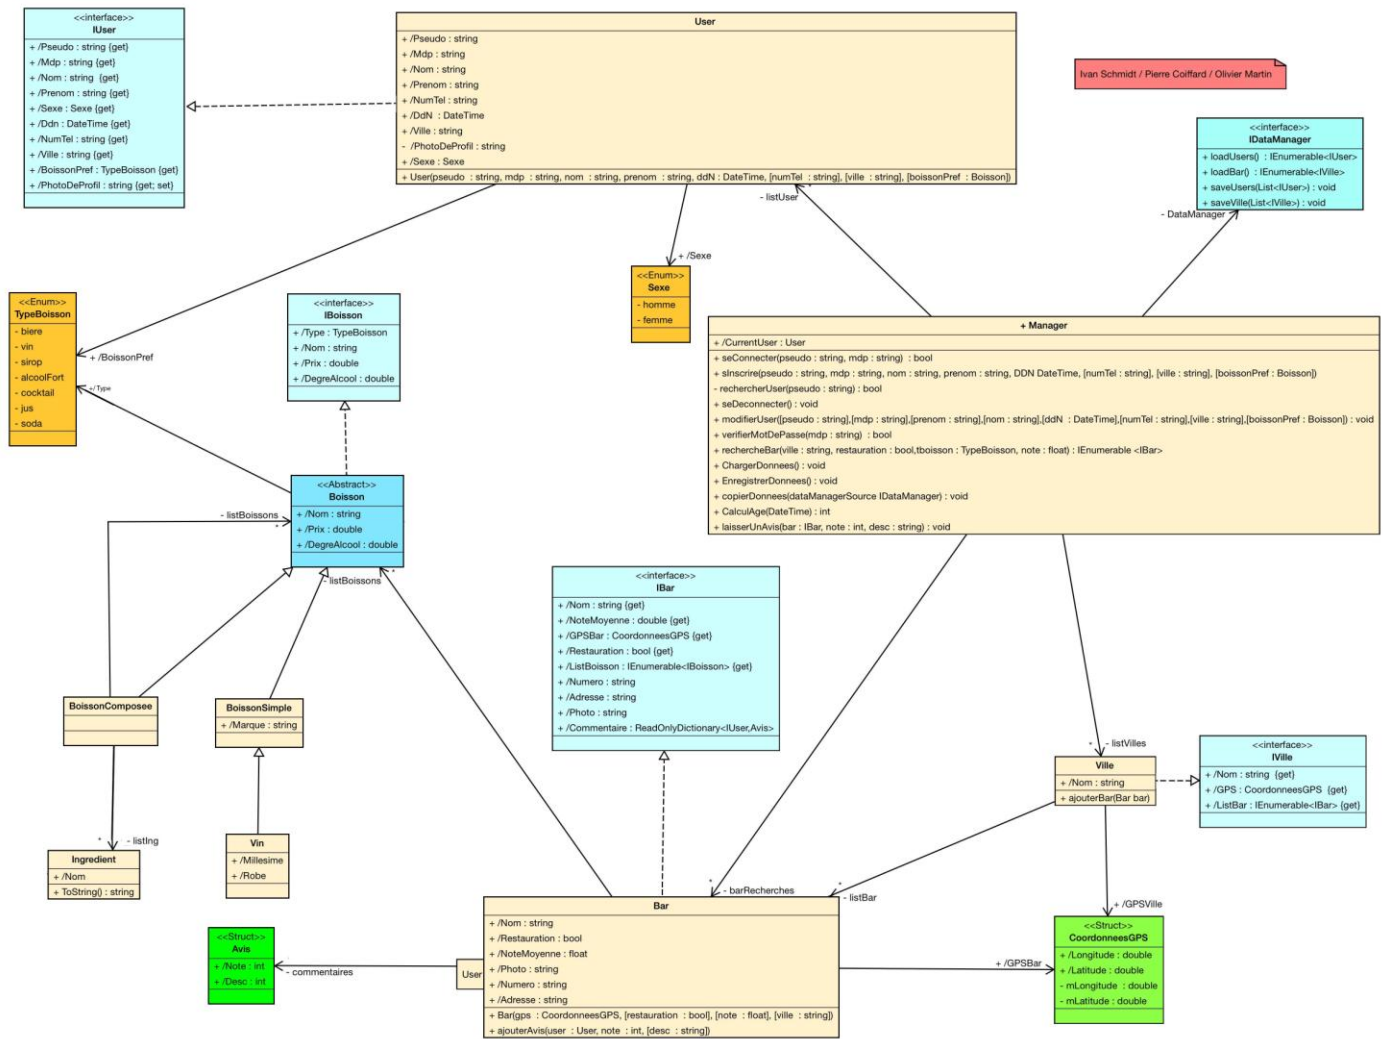 <<interface>>
IUser
+ /Pseudo : string {get}
+ /Mdp : string {get}
+ /Nom : string {get}
+ /Prenom : string {get}
+ /Sexe : Sexe {get}
+ /Ddn : DateTime {get}
+ /NumTel : string {get}
+ /Ville : string {get}
+ /BoissonPref : TypeBoisson {get}
+ /PhotoDeProfil : string {get; set}
User
+ /Pseudo : string
+ /Mdp : string
+ /Nom : string
+ /Prenom : string
+ /NumTel : string
+ /DdN : DateTime
+ /Ville : string
- /PhotoDeProfil : string
+ /Sexe : Sexe
+ User(pseudo : string, mdp : string, nom : string, prenom : string, ddN : DateTime, [numTel : string], [ville : string], [boissonPref : Boisson])
Ivan Schmidt / Pierre Coiffard / Olivier Martin
<<interface>>
IDataManager
+ loadUsers() : IEnumerable<IUser>
+ loadBar() : IEnumerable<IVille>
+ saveUsers(List<IUser>) : void
+ saveVille(List<IVille>) : void
*
- listUser
- DataManager
+ /Sexe
<<Enum>>
Sexe
- homme
- femme
<<Enum>>
TypeBoisson
- biere
- vin
- sirop
- alcoolFort
- cocktail
- jus
- soda
+ /BoissonPref
+/Type
<<interface>>
IBoisson
+ /Type : TypeBoisson
+ /Nom : string
+ /Prix : double
+ /DegreAlcool : double
+ Manager
+ /CurrentUser : User
+ seConnecter(pseudo : string, mdp : string) : bool
+ sInscrire(pseudo : string, mdp : string, nom : string, prenom : string, DDN DateTime, [numTel : string], [ville : string], [boissonPref : Boisson])
- rechercherUser(pseudo : string) : bool
+ seDeconnecter() : void
+ modifierUser([pseudo : string],[mdp : string],[prenom : string],[nom : string],[ddN : DateTime],[numTel : string],[ville : string],[boissonPref : Boisson]) : void
+ verifierMotDePasse(mdp : string) : bool
+ rechercheBar(ville : string, restauration : bool,tboisson : TypeBoisson, note : float) : IEnumerable <IBar>
+ ChargerDonnees() : void
+ EnregistrerDonnees() : void
+ copierDonnees(dataManagerSource IDataManager) : void
+ CalculAge(DateTime) : int
+ laisserUnAvis(bar : IBar, note : int, desc : string) : void
<<Abstract>>
Boisson
+ /Nom : string
+ /Prix : double
+ /DegreAlcool : double
- listBoissons
*
- listBoissons
*
<<interface>>
IBar
+ /Nom : string {get}
+ /NoteMoyenne : double {get}
+ /GPSBar : CoordonneesGPS {get}
+ /Restauration : bool {get}
+ /ListBoisson : IEnumerable<IBoisson> {get}
+ /Numero : string
+ /Adresse : string
+ /Photo : string
+ /Commentaire : ReadOnlyDictionary<IUser,Avis>
BoissonComposee
BoissonSimple
+ /Marque : string
* - listVilles
Ville
+ /Nom : string
+ ajouterBar(Bar bar)
<<interface>>
IVille
+ /Nom : string {get}
+ /GPS : CoordonneesGPS {get}
+ /ListBar : IEnumerable<IBar> {get}
* - listIng
Ingredient
+ /Nom
+ ToString() : string
Vin
+ /Millesime
+ /Robe
*
- barRecherches
*
- listBar
+ /GPSVille
Bar
+ /Nom : string
+ /Restauration : bool
+ /NoteMoyenne : float
+ /Photo : string
+ /Numero : string
+ /Adresse : string
+ Bar(gps : CoordonneesGPS, [restauration : bool], [note : float], [ville : string])
+ ajouterAvis(user : User, note : int, [desc : string])
User
<<Struct>>
Avis
+ /Note : int
+ /Desc : int
- commentaires
+ /GPSBar
<<Struct>>
CoordonneesGPS
+ /Longitude : double
+ /Latitude : double
- mLongitude : double
- mLatitude : double